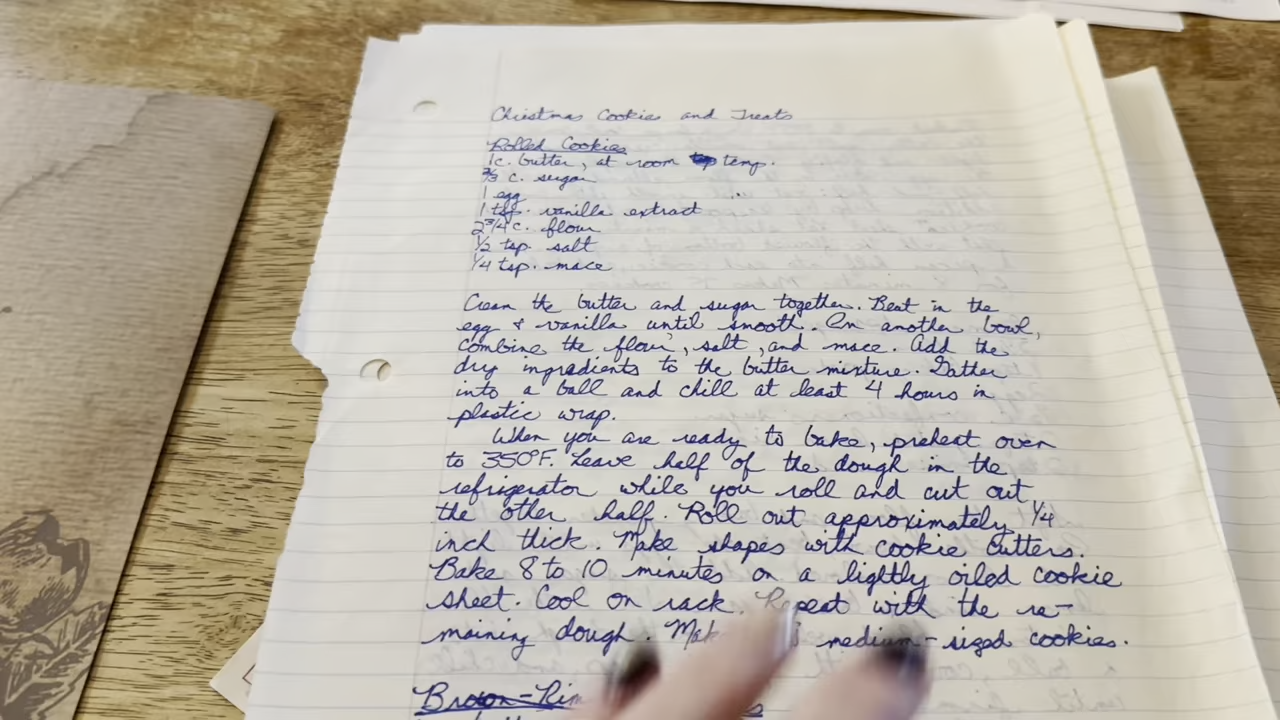 Christmas Cookies and Treats
Rolled Cookies
1c. butter, at room temp.
2/3 c. sugar
1 egg
1 tsp. vanilla extract
2 3/4 c. flour
1/2 tsp. salt
1/4 tsp. mace
Cream the butter and sugar together. Beat in the
egg & vanilla until smooth. In another bowl,
combine the flour, salt, and mace. Add the
dry ingredients to the butter mixture. Gather
into a ball and chill at least 4 hours in
plastic wrap.
When you are ready to bake, preheat oven
to 350°F. Leave half of the dough in the
refrigerator while you roll and cut out
the other half. Roll out approximately 1/4
inch thick. Make shapes with cookie cutters.
Bake 8 to 10 minutes on a lightly oiled cookie
sheet. Cool on rack. Repeat with the re-
maining dough. medium-sized cookies.